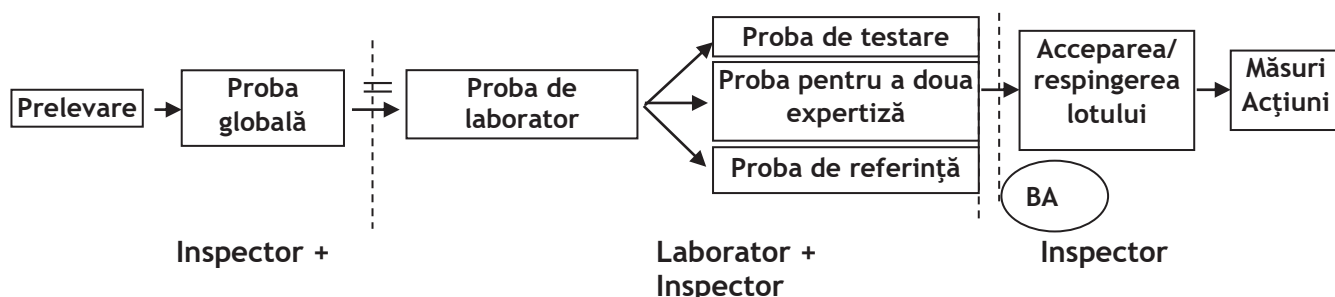 Prelevare
Proba
globală
Proba de
laborator
Proba de testare
Proba pentru a doua
expertiză
Proba de referință
Acceparea/
respingerea
lotului
Măsuri
Acțiuni
BA
Inspector +
Laborator +
Inspector
Inspector